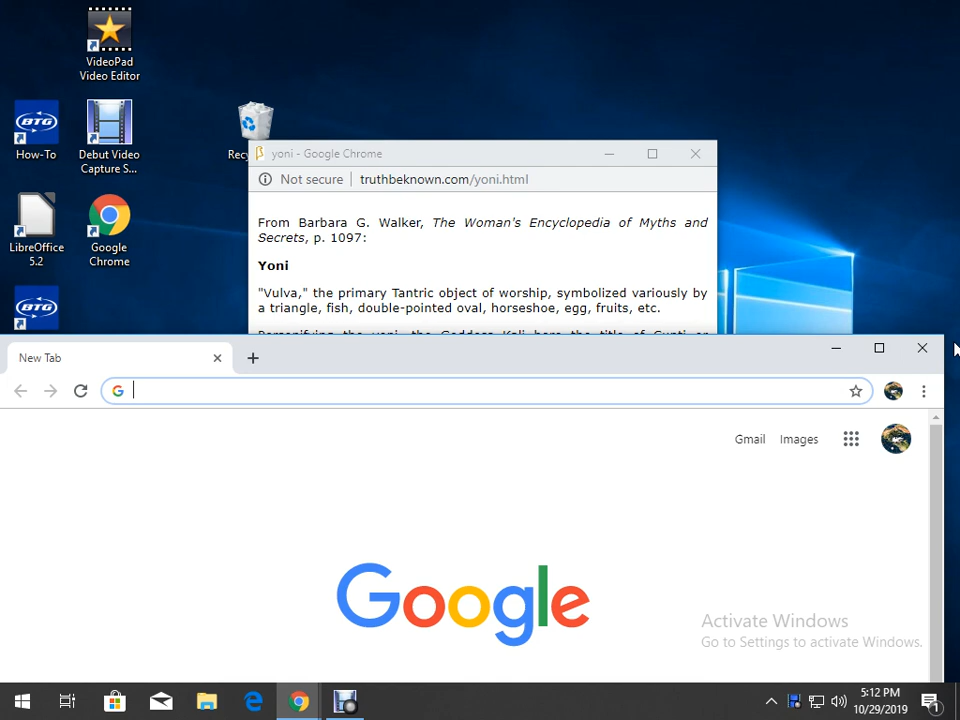 VideoPad
Video Editor
BTG
How-To
Debut Video
Capture S...
LibreOffice
5.2
Google
Chrome
BTG
yoni - Google Chrome
Not secure | truthbeknown.com/yoni.html
From Barbara G. Walker, The Woman's Encyclopedia of Myths and
Secrets, p. 1097:
Yoni
"Vulva," the primary Tantric object of worship, symbolized variously by
a triangle, fish, double-pointed oval, horseshoe, egg, fruits, etc.
New Tab
Gmail Images
Google
Activate Windows
Go to Settings to activate Windows.
5:12 PM
10/29/2019
1